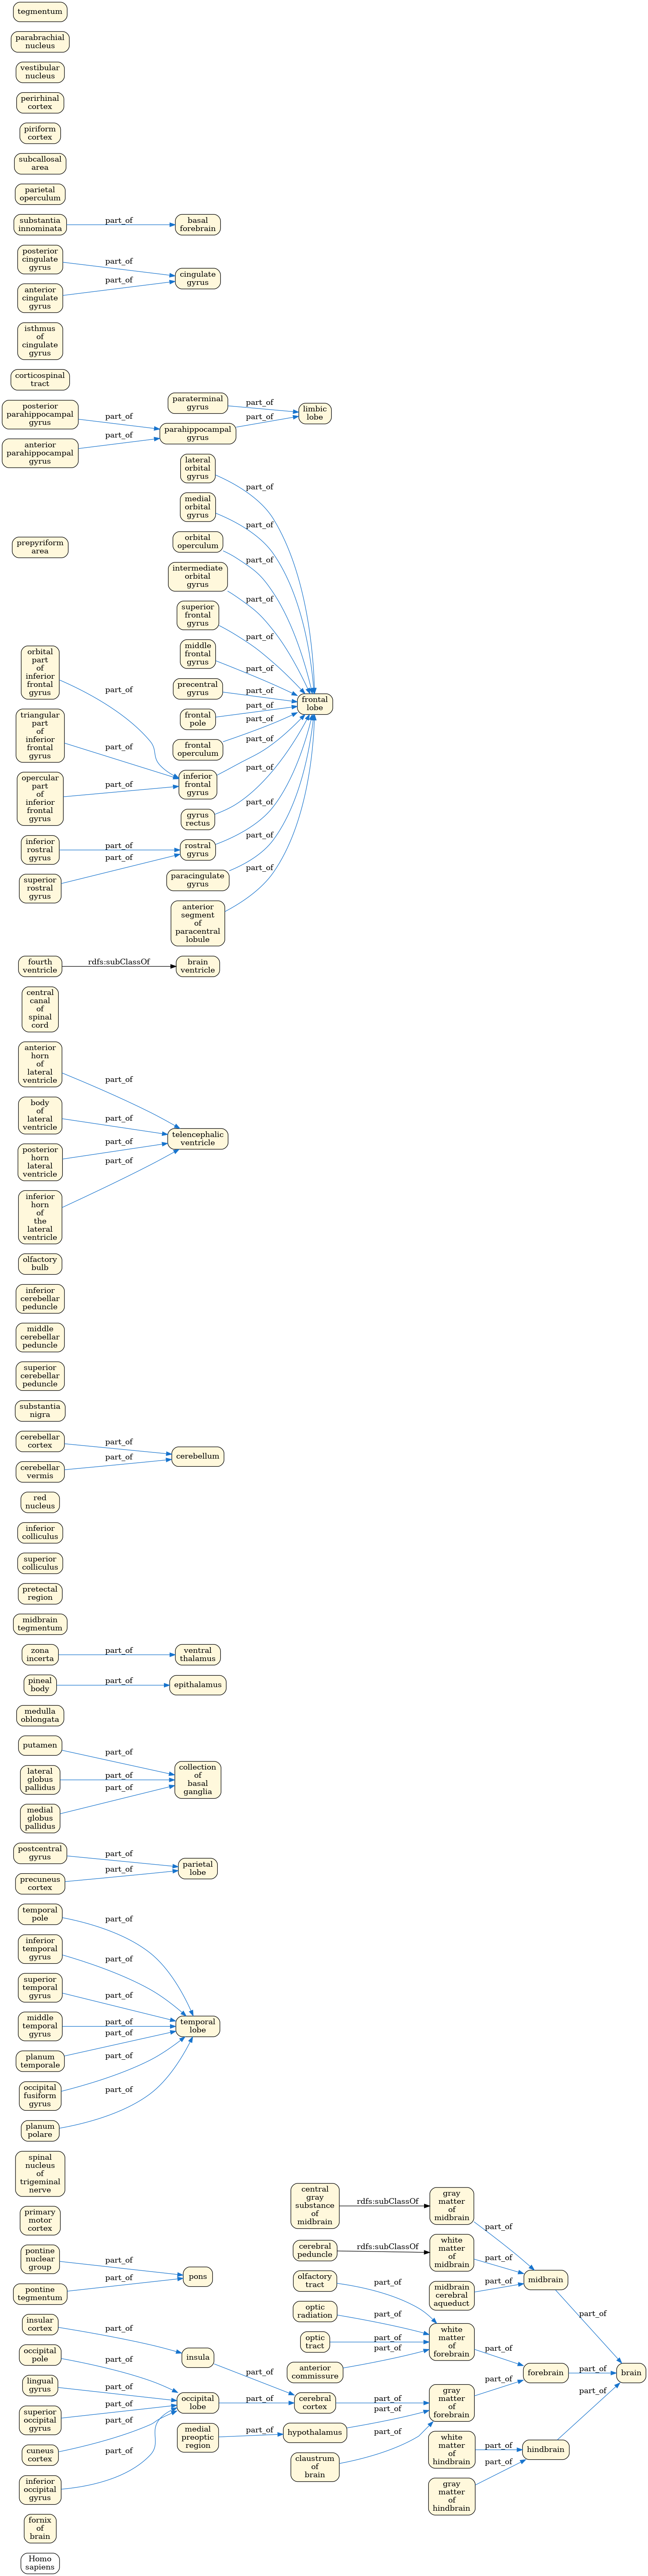 tegmentum
parabrachial
nucleus
vestibular
nucleus
perirhinal
cortex
piriform
cortex
subcallosal
area
parietal
operculum
substantia
innominata
part_of
basal
forebrain
posterior
cingulate
gyrus
part_of
cingulate
gyrus
anterior
cingulate
gyrus
part_of
isthmus
of
cingulate
gyrus
corticospinal
tract
posterior
parahippocampal
gyrus
part_of
anterior
parahippocampal
gyrus
part_of
paraterminal
gyrus
part_of
parahippocampal
gyrus
part_of
limbic
lobe
lateral
orbital
gyrus
part_of
medial
orbital
gyrus
part_of
orbital
operculum
part_of
prepyriform
area
intermediate
orbital
gyrus
part_of
superior
frontal
gyrus
part_of
middle
frontal
gyrus
part_of
precentral
gyrus
part_of
frontal
pole
part_of
frontal
operculum
part_of
frontal
lobe
orbital
part
of
inferior
frontal
gyrus
part_of
triangular
part
of
inferior
frontal
gyrus
part_of
opercular
part
of
inferior
frontal
gyrus
part_of
inferior
frontal
gyrus
part_of
gyrus
rectus
part_of
inferior
rostral
gyrus
part_of
superior
rostral
gyrus
part_of
rostral
gyrus
part_of
paracingulate
gyrus
part_of
anterior
segment
of
paracentral
lobule
part_of
fourth
ventricle
rdfs:subClassOf
brain
ventricle
central
canal
of
spinal
cord
anterior
horn
of
lateral
ventricle
part_of
body
of
lateral
ventricle
part_of
telencephalic
ventricle
posterior
horn
lateral
ventricle
part_of
inferior
horn
of
the
lateral
ventricle
part_of
olfactory
bulb
inferior
cerebellar
peduncle
middle
cerebellar
peduncle
superior
cerebellar
peduncle
substantia
nigra
cerebellar
cortex
part_of
cerebellum
cerebellar
vermis
part_of
red
nucleus
inferior
colliculus
superior
colliculus
pretectal
region
midbrain
tegmentum
zona
incerta
part_of
ventral
thalamus
pineal
body
part_of
epithalamus
medulla
oblongata
putamen
part_of
lateral
globus
pallidus
part_of
collection
of
basal
ganglia
medial
globus
pallidus
part_of
postcentral
gyrus
part_of
parietal
lobe
precuneus
cortex
part_of
temporal
pole
part_of
inferior
temporal
gyrus
part_of
superior
temporal
gyrus
part_of
middle
temporal
gyrus
part_of
temporal
lobe
planum
temporale
part_of
occipital
fusiform
gyrus
part_of
planum
polare
part_of
spinal
nucleus
of
trigeminal
nerve
primary
motor
cortex
pontine
nuclear
group
part_of
pons
pontine
tegmentum
part_of
central
gray
substance
of
midbrain
rdfs:subClassOf
gray
matter
of
midbrain
part_of
cerebral
peduncle
rdfs:subClassOf
white
matter
of
midbrain
part_of
midbrain
cerebral
aqueduct
part_of
midbrain
part_of
olfactory
tract
part_of
optic
radiation
part_of
optic
tract
part_of
anterior
commissure
part_of
white
matter
of
forebrain
part_of
forebrain
part_of
brain
insular
cortex
part_of
insula
part_of
occipital
pole
part_of
lingual
gyrus
part_of
superior
occipital
gyrus
part_of
cuneus
cortex
part_of
inferior
occipital
gyrus
part_of
occipital
lobe
part_of
cerebral
cortex
part_of
gray
matter
of
forebrain
part_of
medial
preoptic
region
part_of
hypothalamus
part_of
claustrum
of
brain
part_of
white
matter
of
hindbrain
part_of
hindbrain
part_of
gray
matter
of
hindbrain
part_of
fornix
of
brain
Homo
sapiens